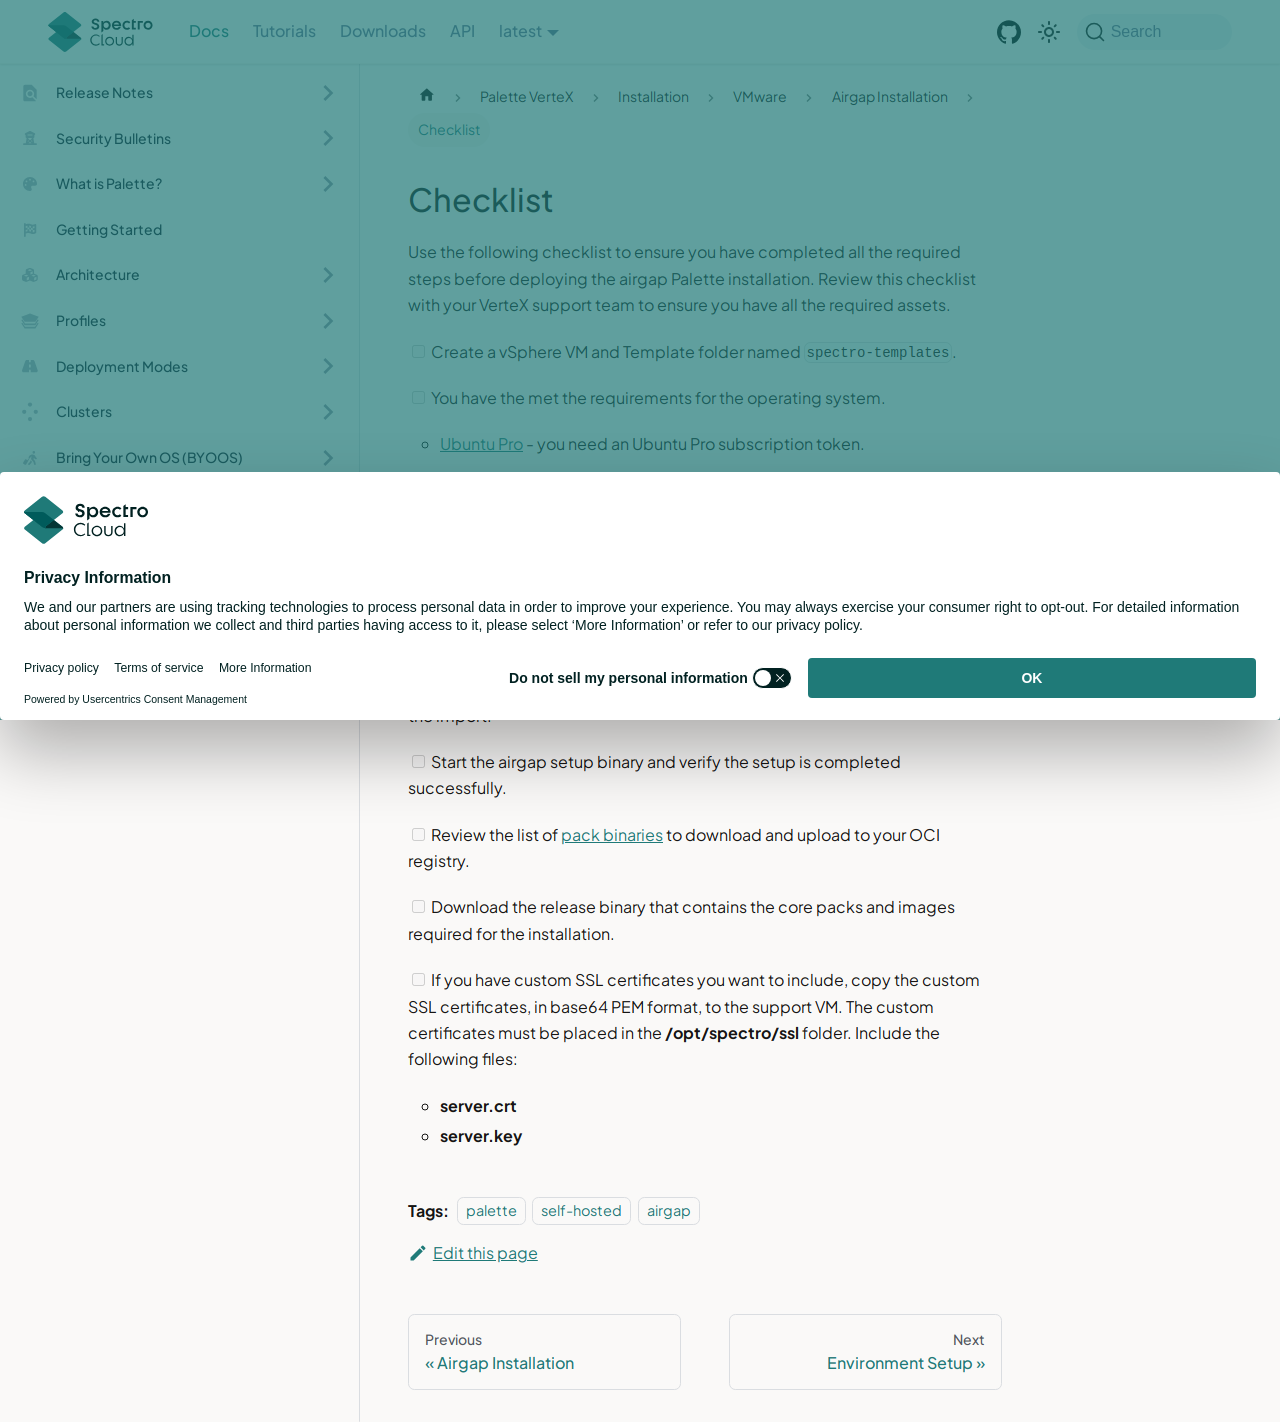 Spectro Cloud
Docs
Tutorials
Downloads
API
latest
Search
Release Notes
Security Bulletins
What is Palette?
Getting Started
Architecture
Profiles
Deployment Modes
Clusters
Bring Your Own OS (BYOOS)
Palette VerteX
Installation
VMware
Airgap Installation
Checklist
Checklist
Use the following checklist to ensure you have completed all the required
steps before deploying the airgap Palette installation. Review this checklist
with your VerteX support team to ensure you have all the required assets.
Create a vSphere VM and Template folder named spectro-templates.
You have the met the requirements for the operating system.
Ubuntu Pro - you need an Ubuntu Pro subscription token.
Spectro
Cloud
Privacy Information
We and our partners are using tracking technologies to process personal data in order to improve your experience. You may always exercise your consumer right to opt-out. For detailed information
about personal information we collect and third parties having access to it, please select ‘More Information’ or refer to our privacy policy.
Privacy policy
Terms of service
More Information
Powered by Usercentrics Consent Management
Do not sell my personal information
OK
the import.
Start the airgap setup binary and verify the setup is completed
successfully.
Review the list of pack binaries to download and upload to your OCI
registry.
Download the release binary that contains the core packs and images
required for the installation.
If you have custom SSL certificates you want to include, copy the custom
SSL certificates, in base64 PEM format, to the support VM. The custom
certificates must be placed in the /opt/spectro/ssl folder. Include the
following files:
server.crt
server.key
Tags:
palette
self-hosted
airgap
Edit this page
Previous
« Airgap Installation
Next
Environment Setup »